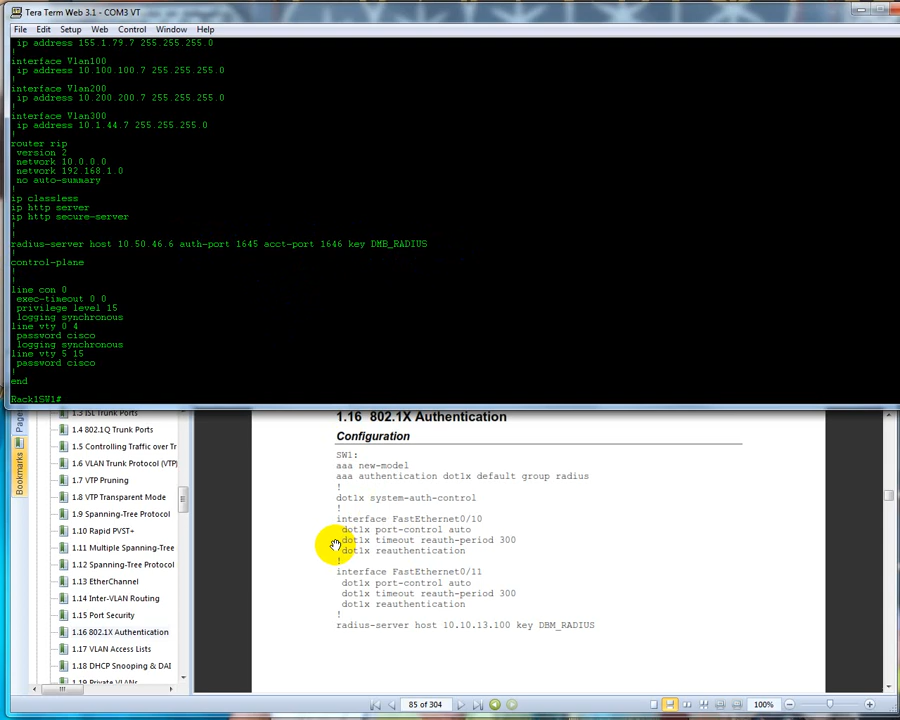 Tera Term Web 3.1 - COM3 VT
File Edit Setup Web Control Window Help
ip address 155.1.79.7 255.255.255.0
!
interface Vlan100
ip address 10.100.100.7 255.255.255.0
!
interface Vlan200
ip address 10.200.200.7 255.255.255.0
!
interface Vlan300
ip address 10.1.44.7 255.255.255.0
!
router rip
version 2
network 10.0.0.0
network 192.168.1.0
no auto-summary
!
ip classless
ip http server
ip http secure-server
!
!
radius-server host 10.50.46.6 auth-port 1645 acct-port 1646 key DMB_RADIUS
!
control-plane
!
!
line con 0
exec-timeout 0 0
privilege level 15
logging synchronous
line vty 0 4
password cisco
logging synchronous
line vty 5 15
password cisco
!
end
Rack1SW1#
Bookmarks
1.3 ISL Trunk Ports
1.4 802.1Q Trunk Ports
1.5 Controlling Traffic over Tr
1.6 VLAN Trunk Protocol (VTP)
1.7 VTP Pruning
1.8 VTP Transparent Mode
1.9 Spanning-Tree Protocol
1.10 Rapid PVST+
1.11 Multiple Spanning-Tree
1.12 Spanning-Tree Protocol
1.13 EtherChannel
1.14 Inter-VLAN Routing
1.15 Port Security
1.16 802.1X Authentication
1.17 VLAN Access Lists
1.18 DHCP Snooping & DAI
1.19 Private VLANs
1.16 802.1X Authentication
Configuration
SW1:
aaa new-model
aaa authentication dot1x default group radius
!
dot1x system-auth-control
!
interface FastEthernet0/10
dot1x port-control auto
dot1x timeout reauth-period 300
dot1x reauthentication
!
interface FastEthernet0/11
dot1x port-control auto
dot1x timeout reauth-period 300
dot1x reauthentication
!
radius-server host 10.10.13.100 key DBM_RADIUS
85 of 304
100%